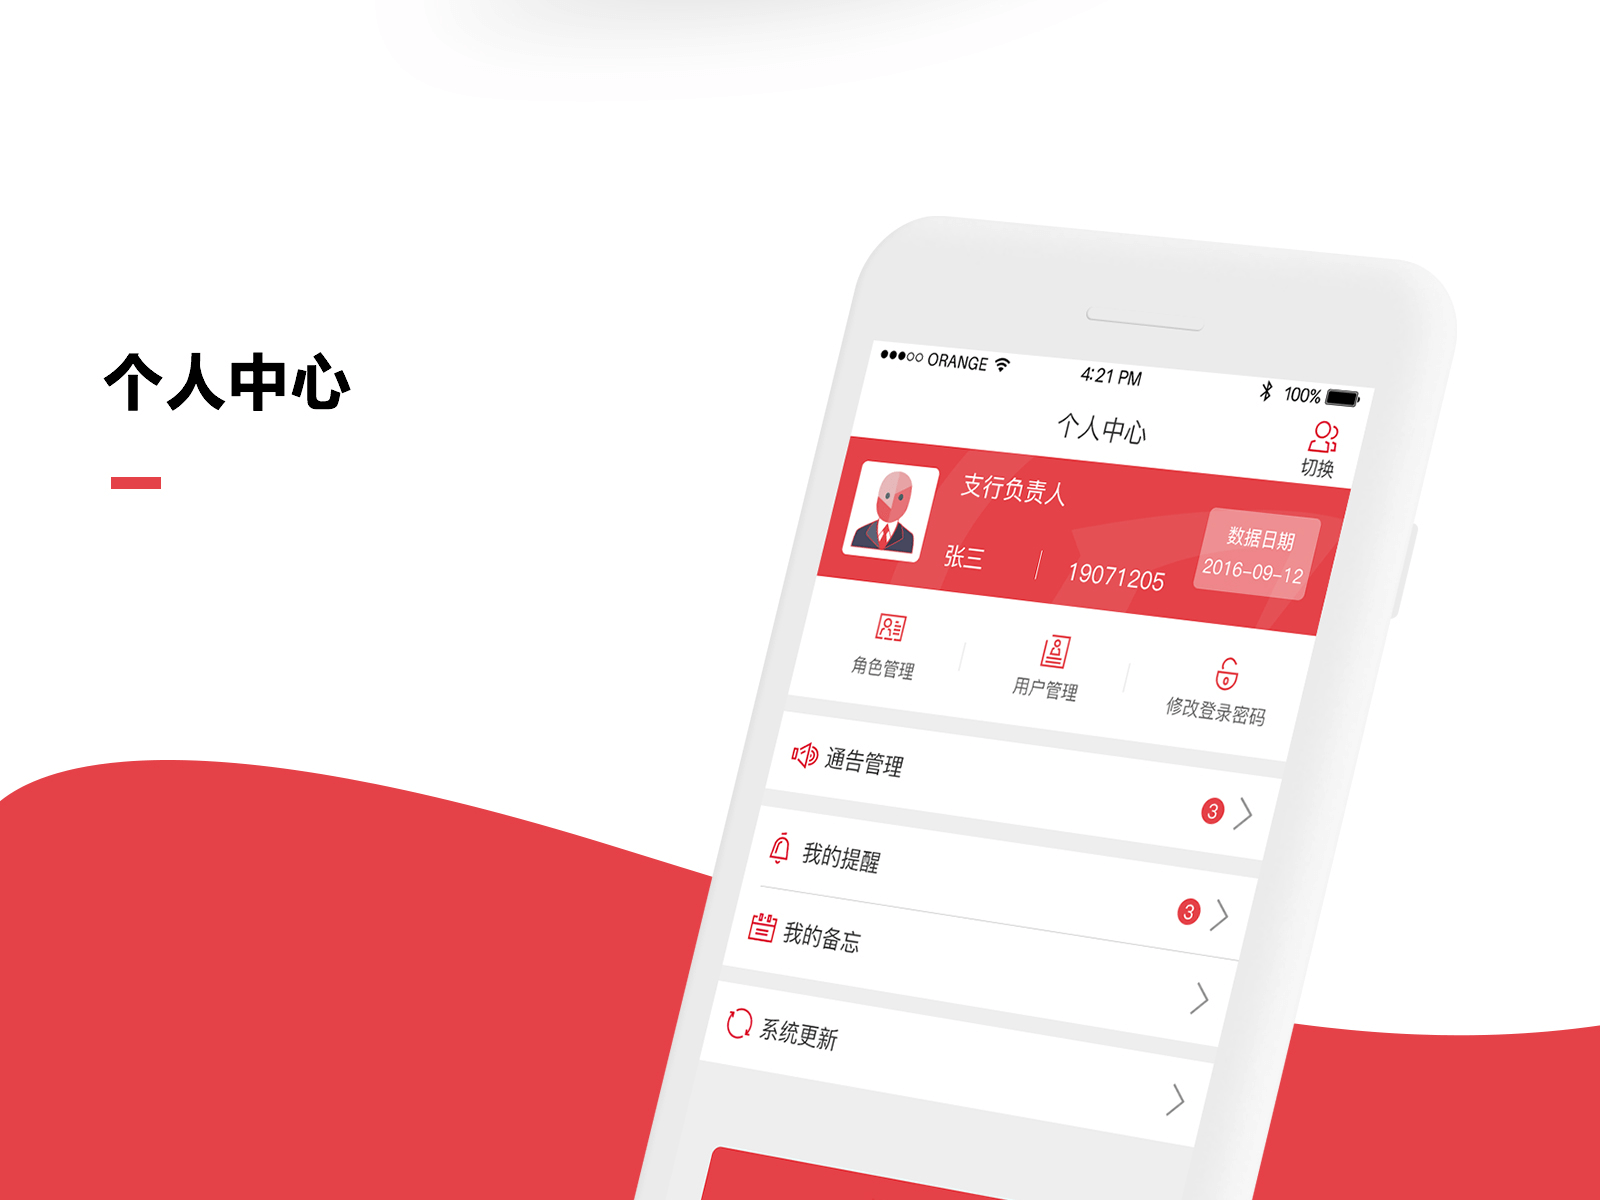 个人中心
ORANGE 4:21 PM 100%
个人中心
切换
支行负责人
张三 19071205
数据日期
2016-09-12
角色管理 用户管理 修改登录密码
通告管理 3
我的提醒 3
我的备忘
系统更新